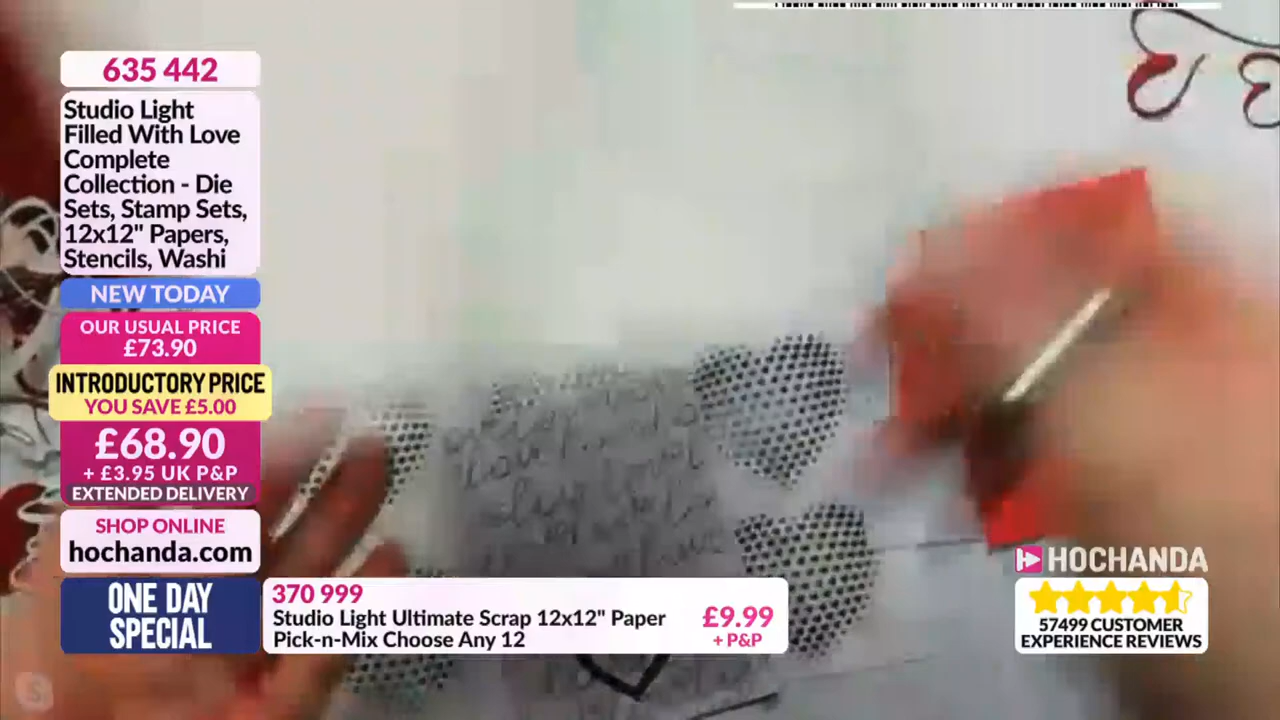 635 442
Studio Light
Filled With Love
Complete
Collection - Die
Sets, Stamp Sets,
12x12" Papers,
Stencils, Washi
NEW TODAY
OUR USUAL PRICE
£73.90
INTRODUCTORY PRICE
YOU SAVE £5.00
£68.90
+ £3.95 UK P&P
EXTENDED DELIVERY
SHOP ONLINE
hochanda.com
ONE DAY
SPECIAL
370 999
Studio Light Ultimate Scrap 12x12" Paper
Pick-n-Mix Choose Any 12
£9.99
+ P&P
HOCHANDA
57499 CUSTOMER
EXPERIENCE REVIEWS